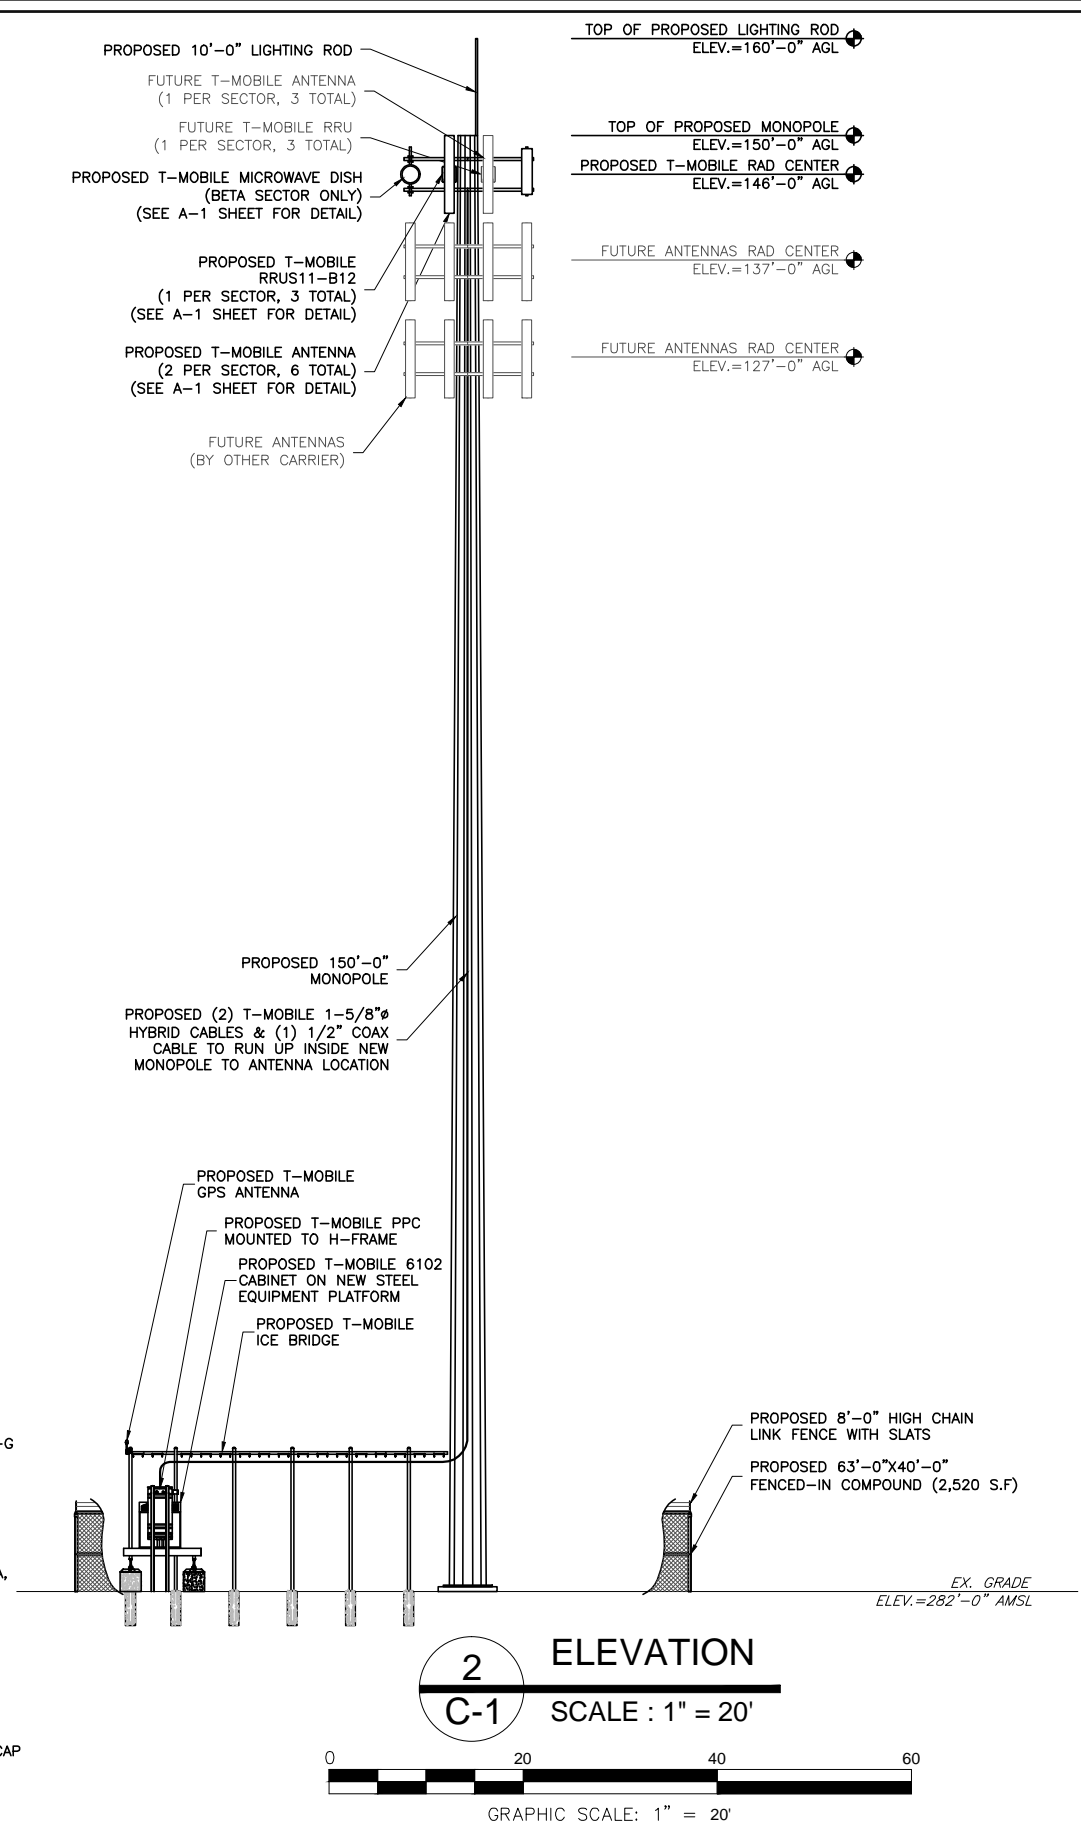 PROPOSED 10'-0" LIGHTING ROD
FUTURE T-MOBILE ANTENNA
(1 PER SECTOR, 3 TOTAL)
FUTURE T-MOBILE RRU
(1 PER SECTOR, 3 TOTAL)
PROPOSED T-MOBILE MICROWAVE DISH
(BETA SECTOR ONLY)
(SEE A-1 SHEET FOR DETAIL)
PROPOSED T-MOBILE
RRUS11-B12
(1 PER SECTOR, 3 TOTAL)
(SEE A-1 SHEET FOR DETAIL)
PROPOSED T-MOBILE ANTENNA
(2 PER SECTOR, 6 TOTAL)
(SEE A-1 SHEET FOR DETAIL)
FUTURE ANTENNAS
(BY OTHER CARRIER)
TOP OF PROPOSED LIGHTING ROD
ELEV.=160'-0" AGL
TOP OF PROPOSED MONOPOLE
ELEV.=150'-0" AGL
PROPOSED T-MOBILE RAD CENTER
ELEV.=146'-0" AGL
FUTURE ANTENNAS RAD CENTER
ELEV.=137'-0" AGL
FUTURE ANTENNAS RAD CENTER
ELEV.=127'-0" AGL
PROPOSED 150'-0"
MONOPOLE
PROPOSED (2) T-MOBILE 1-5/8"ø
HYBRID CABLES & (1) 1/2" COAX
CABLE TO RUN UP INSIDE NEW
MONOPOLE TO ANTENNA LOCATION
PROPOSED T-MOBILE
GPS ANTENNA
PROPOSED T-MOBILE PPC
MOUNTED TO H-FRAME
PROPOSED T-MOBILE 6102
CABINET ON NEW STEEL
EQUIPMENT PLATFORM
PROPOSED T-MOBILE
ICE BRIDGE
PROPOSED 8'-0" HIGH CHAIN
LINK FENCE WITH SLATS
PROPOSED 63'-0"X40'-0"
FENCED-IN COMPOUND (2,520 S.F)
-G
A,
EX. GRADE
ELEV.=282'-0" AMSL
2
C-1
ELEVATION
SCALE : 1" = 20'
CAP
0 20 40 60
GRAPHIC SCALE: 1" = 20'